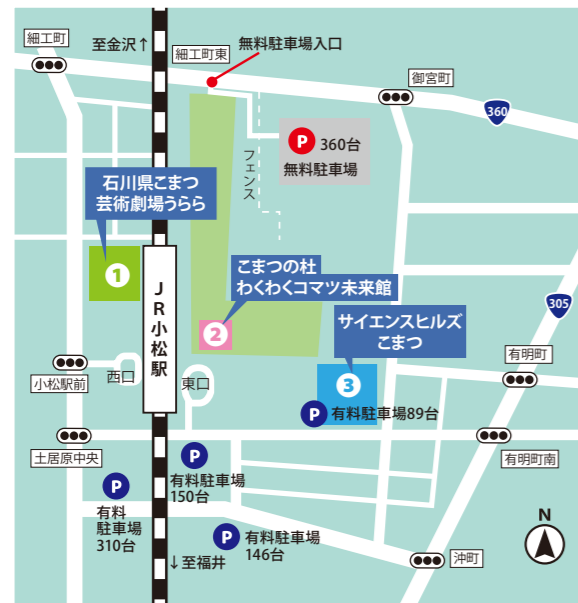 細工町
至金沢↑
細工町東
無料駐車場入口
御宮町
360
P 360台
無料駐車場
フェンス
石川県こまつ
芸術劇場うらら
1
JR小松駅
こまつの杜
わくわくコマツ未来館
2
サイエンスヒルズ
こまつ
3
305
有明町
小松駅前
西口
東口
P 有料駐車場89台
土居原中央
有明町南
P
有料駐車場
150台
P
有料
駐車場
310台
P 有料駐車場
146台
↓至福井
沖町
N